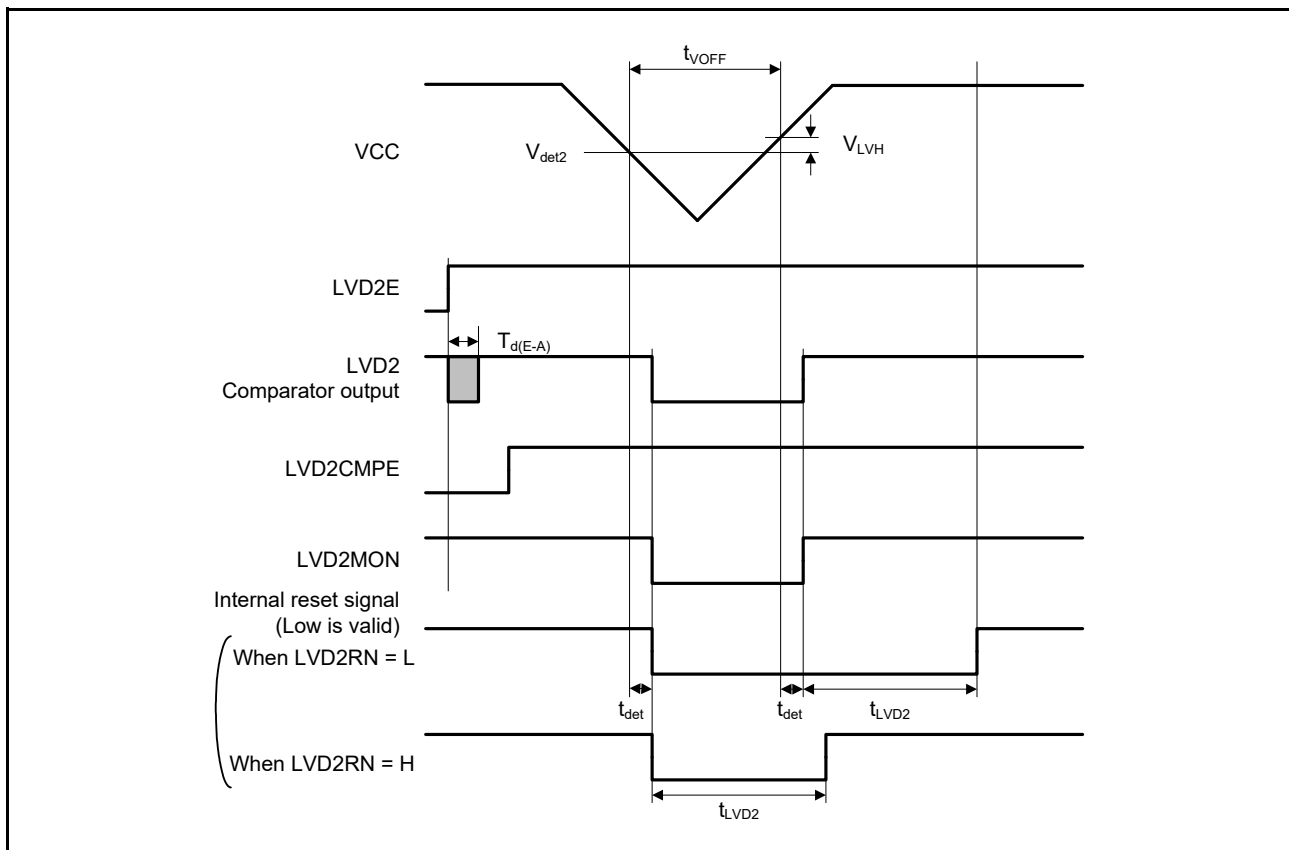 tVOFF
VCC
Vdet2
VLVH
LVD2E
Td(E-A)
LVD2
Comparator output
LVD2CMPE
LVD2MON
Internal reset signal
(Low is valid)
When LVD2RN = L
tdet
tdet
tLVD2
When LVD2RN = H
tLVD2